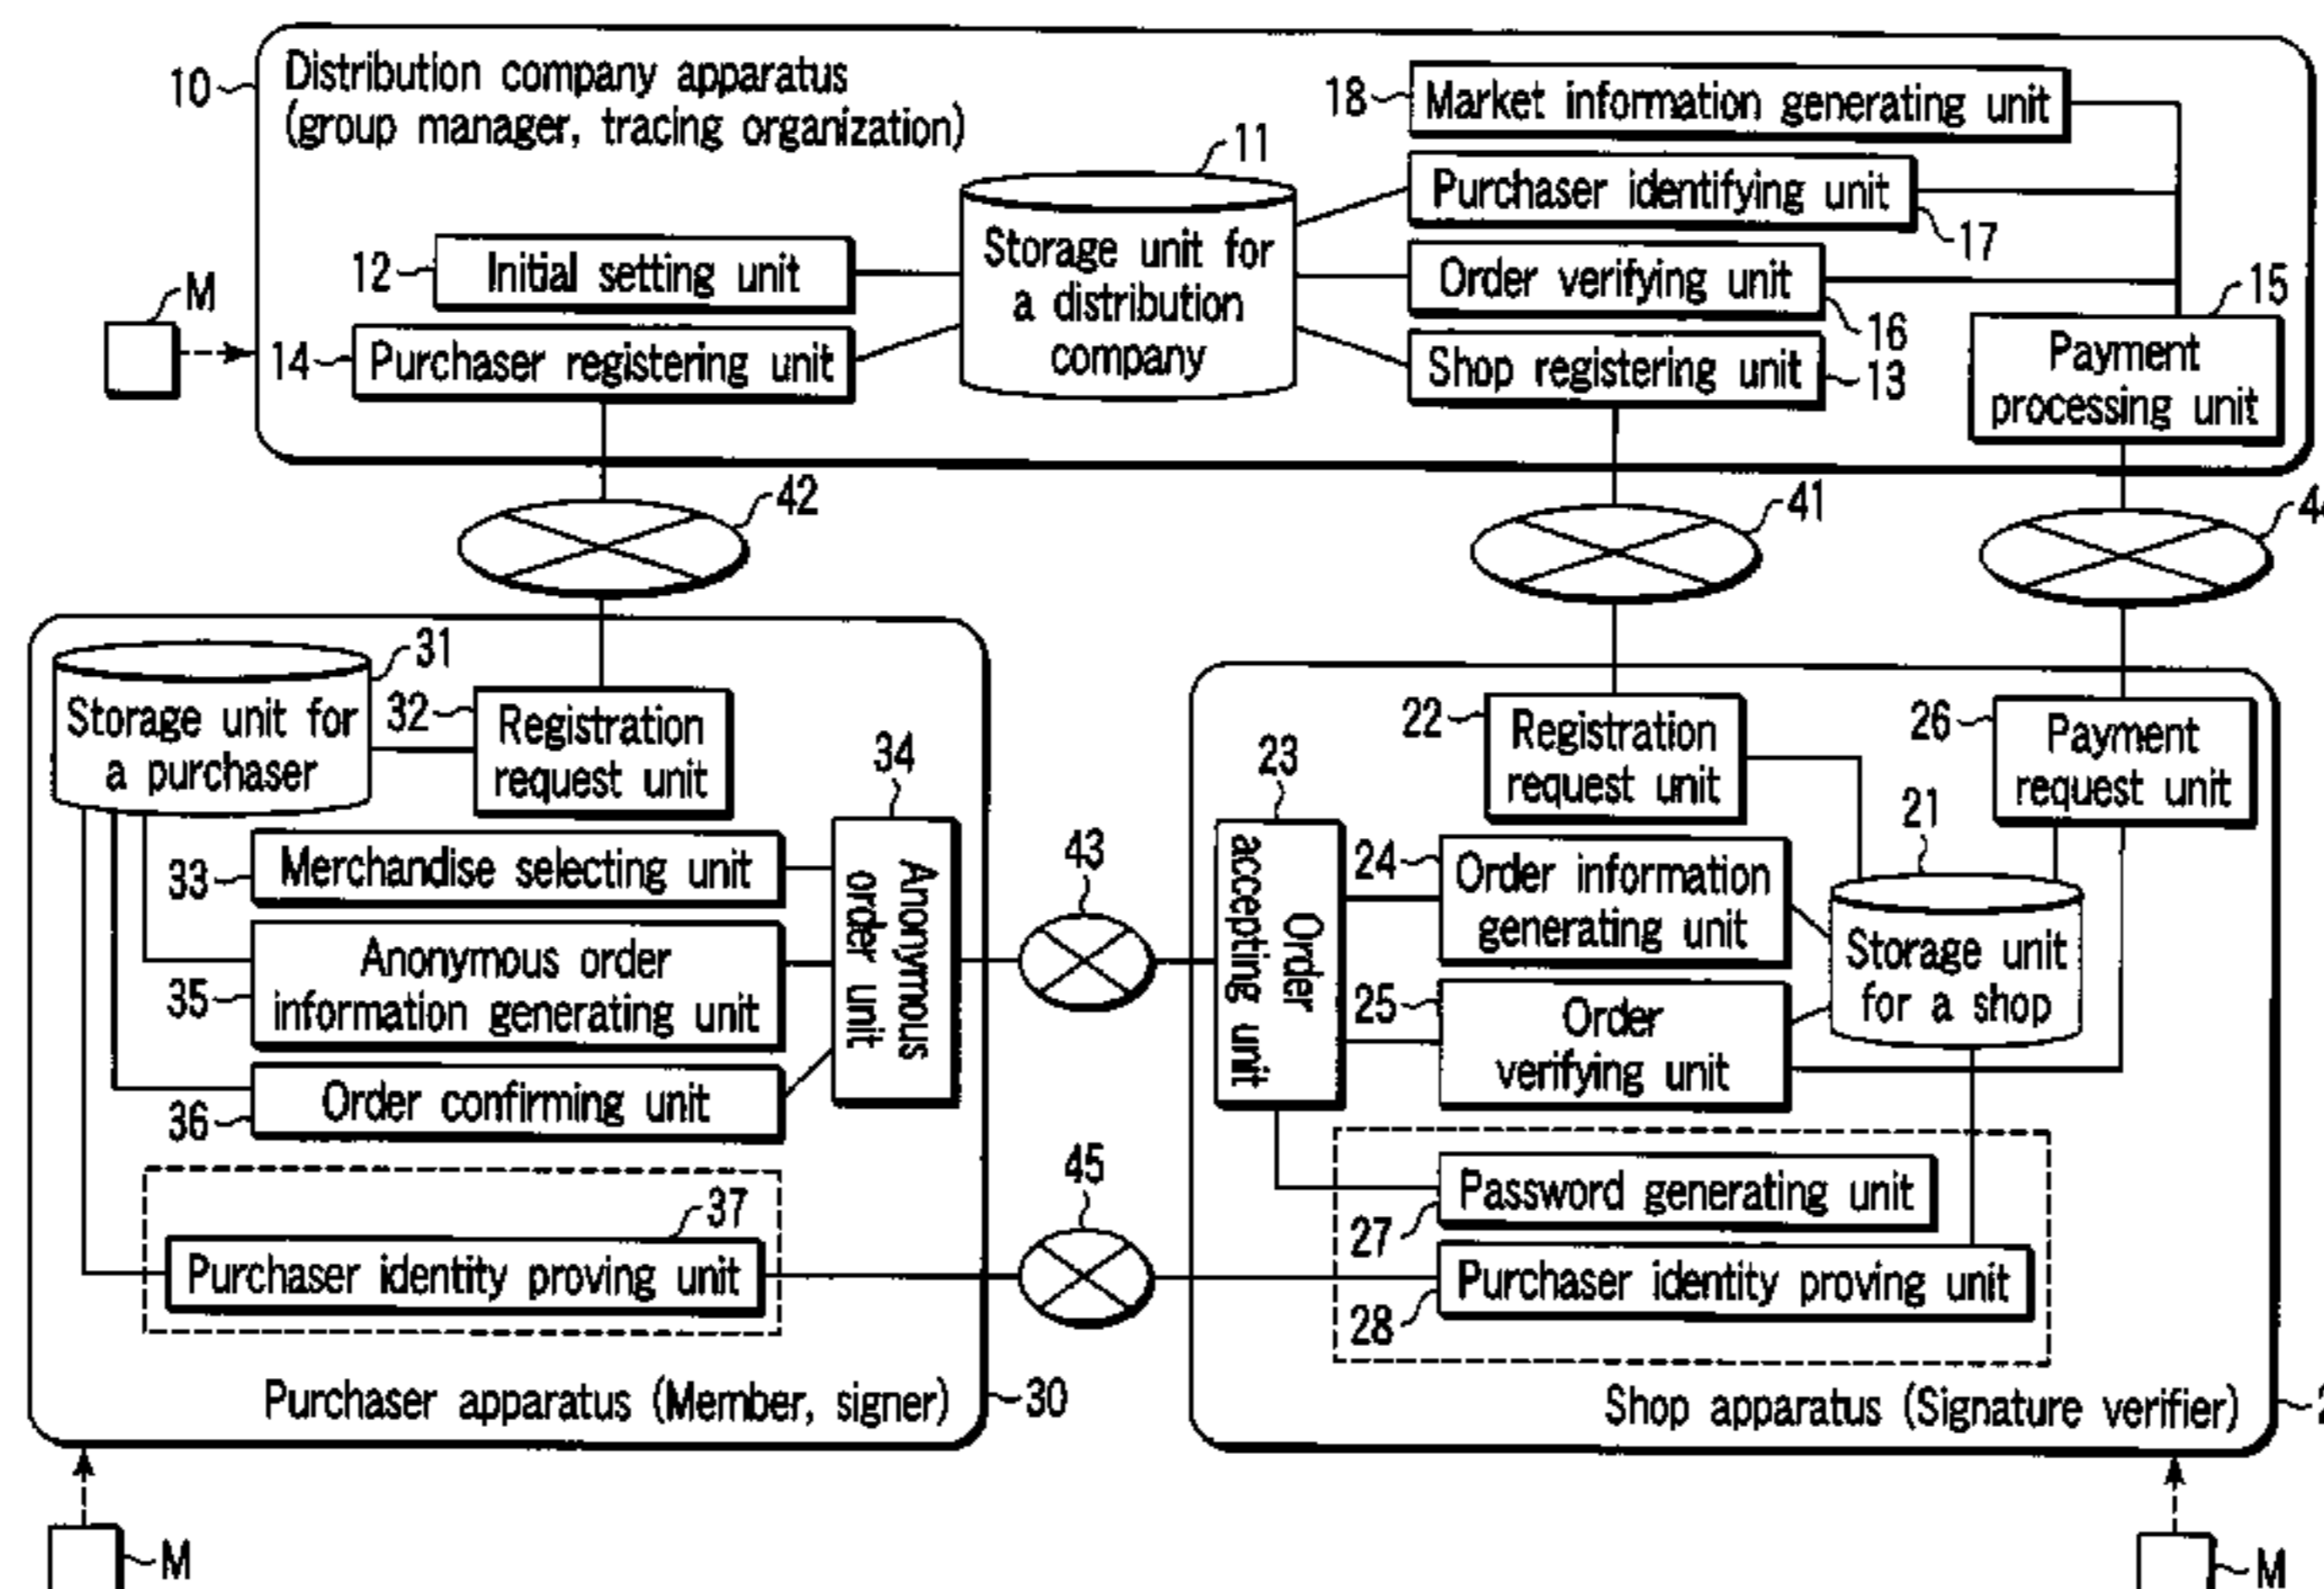 10
Distribution company apparatus
(group manager, tracing organization)
18
Market information generating unit
11
Purchaser identifying unit
17
12
Initial setting unit
Storage unit for
a distribution
company
Order verifying unit
16
15
M
14
Purchaser registering unit
Shop registering unit
13
Payment
processing unit
42
41
31
Storage unit for
a purchaser
32
Registration
request unit
34
Anonymous
order unit
33
Merchandise selecting unit
35
Anonymous order
information generating unit
36
Order confirming unit
37
Purchaser identity proving unit
Purchaser apparatus (Member, signer)
30
M
43
45
22
Registration
request unit
26
Payment
request unit
23
Order
accepting unit
24
Order information
generating unit
21
Storage unit
for a shop
25
Order
verifying unit
27
Password generating unit
28
Purchaser identity proving unit
Shop apparatus (Signature verifier)
M